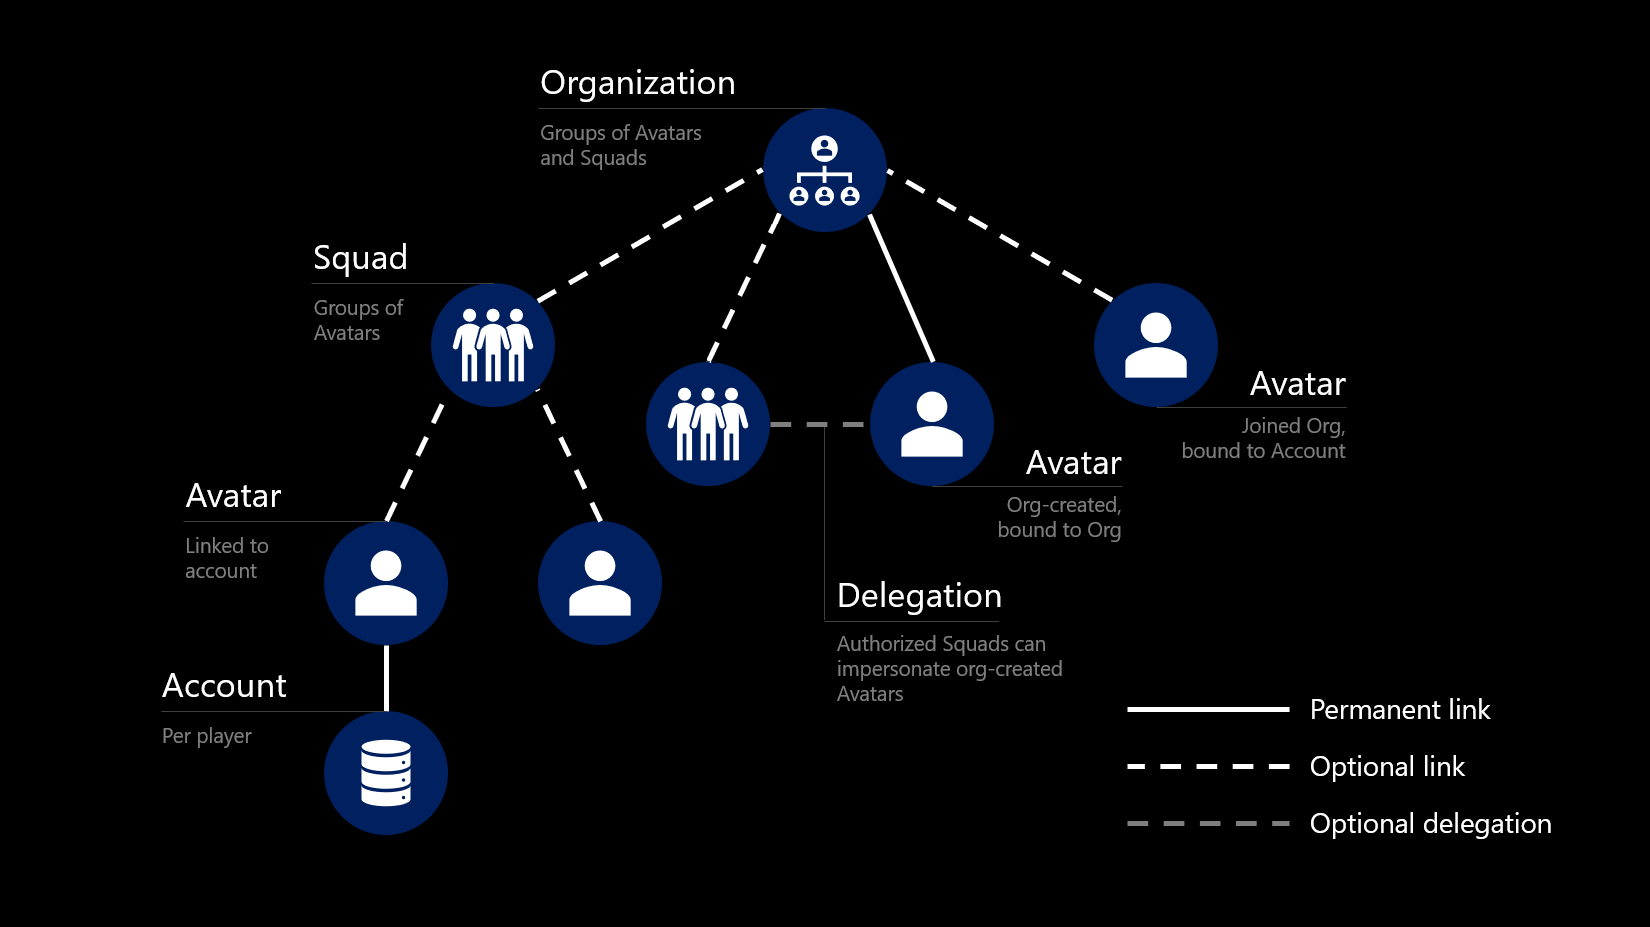 Organization
Groups of Avatars
and Squads
Squad
Groups of
Avatars
Avatar
Joined Org,
bound to Account
Avatar
Org-created,
bound to Org
Avatar
Linked to
account
Delegation
Authorized Squads can
impersonate org-created
Avatars
Account
Per player
Permanent link
Optional link
Optional delegation